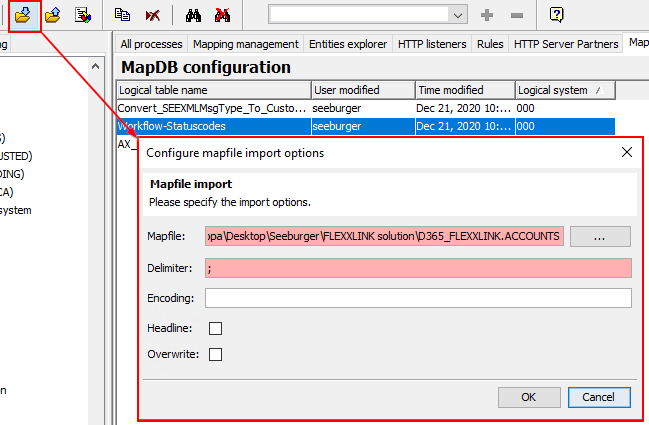 All processes Mapping management Entities explorer HTTP listeners Rules HTTP Server Partners
MapDB configuration
Logical table name User modified Time modified Logical system
Convert_SEEXMLMsgType_To_Custo... seeburger Dec 21, 2020 10:... 000
Workflow-Statuscodes seeburger Dec 21, 2020 10:... 000
AX_
USTED)
DING)
CA)
system
n
Configure mapfile import options
Mapfile import
Please specify the import options.
Mapfile: opa\Desktop\Seeburger\FLEXXLINK solution\D365_FLEXXLINK.ACCOUNTS ...
Delimiter: ;
Encoding:
Headline:
Overwrite:
OK Cancel